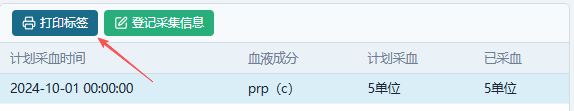 打印标签 登记采集信息
计划采血时间 血液成分 计划采血 已采血
2024-10-01 00:00:00 prp（c） 5单位 5单位